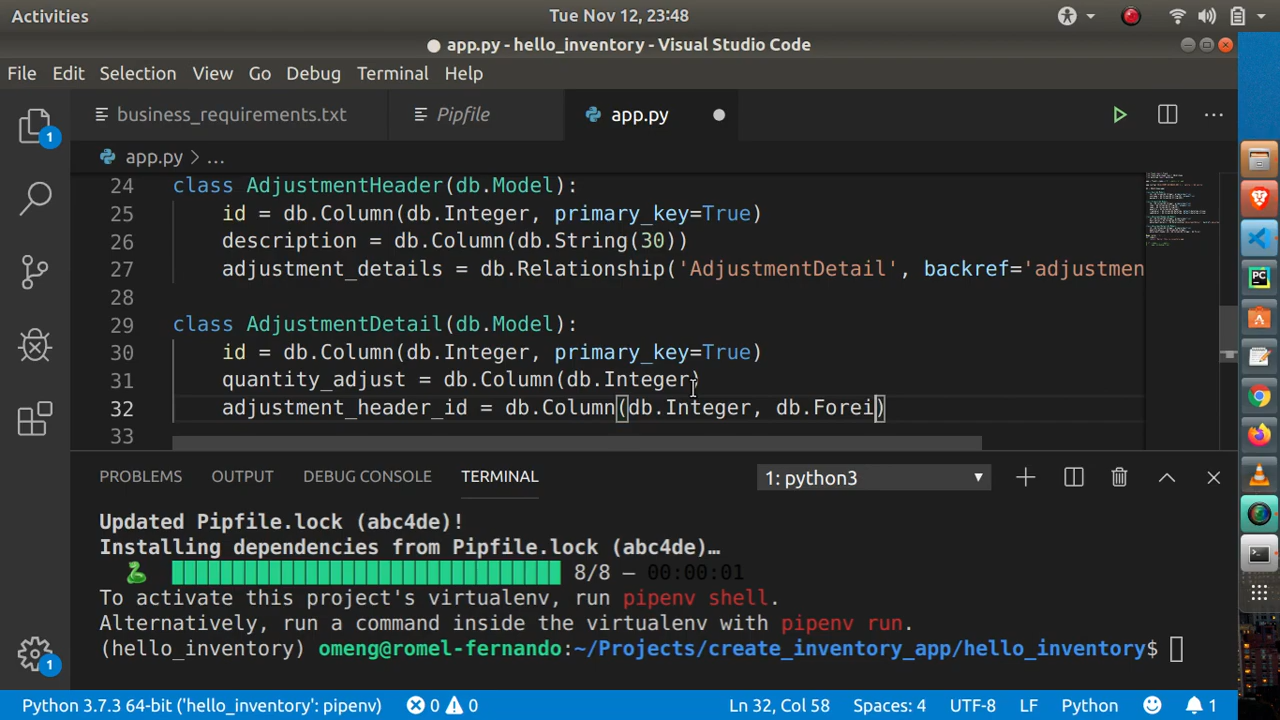 Activities
Tue Nov 12, 23:48
● app.py - hello_inventory - Visual Studio Code
File Edit Selection View Go Debug Terminal Help
business_requirements.txt Pipfile app.py
app.py > ...
24 class AdjustmentHeader(db.Model):
25 id = db.Column(db.Integer, primary_key=True)
26 description = db.Column(db.String(30))
27 adjustment_details = db.Relationship('AdjustmentDetail', backref='adjustmen
28
29 class AdjustmentDetail(db.Model):
30 id = db.Column(db.Integer, primary_key=True)
31 quantity_adjust = db.Column(db.Integer)
32 adjustment_header_id = db.Column(db.Integer, db.Forei)
33
1
PROBLEMS OUTPUT DEBUG CONSOLE TERMINAL 1: python3
Updated Pipfile.lock (abc4de)!
Installing dependencies from Pipfile.lock (abc4de)…
8/8 — 00:00:01
To activate this project's virtualenv, run pipenv shell.
Alternatively, run a command inside the virtualenv with pipenv run.
(hello_inventory) omeng@romel-fernando:~/Projects/create_inventory_app/hello_inventory$
1
Python 3.7.3 64-bit ('hello_inventory': pipenv) 0 0 Ln 32, Col 58 Spaces: 4 UTF-8 LF Python 1